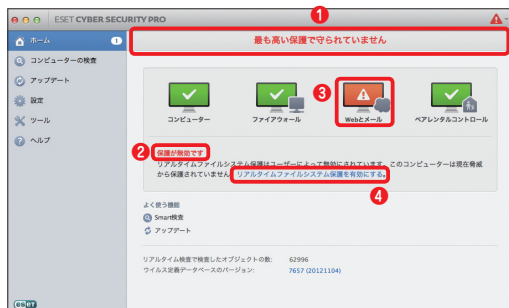 ESET CYBER SECURITY PRO
1
ホーム
1
最も高い保護で守られていません
コンピューターの検査
アップデート
設定
ツール
ヘルプ
3
コンピューター
ファイアウォール
Webとメール
ペアレンタルコントロール
2
保護が無効です
リアルタイムファイルシステム保護はユーザーによって無効にされています。このコンピューターは現在脅威
から保護されていません。リアルタイムファイルシステム保護を有効にする。
4
よく使う機能
Smart検査
アップデート
リアルタイム検査で検査したオブジェクトの数: 62996
ウイルス定義データベースのバージョン: 7657 (20121104)
eset